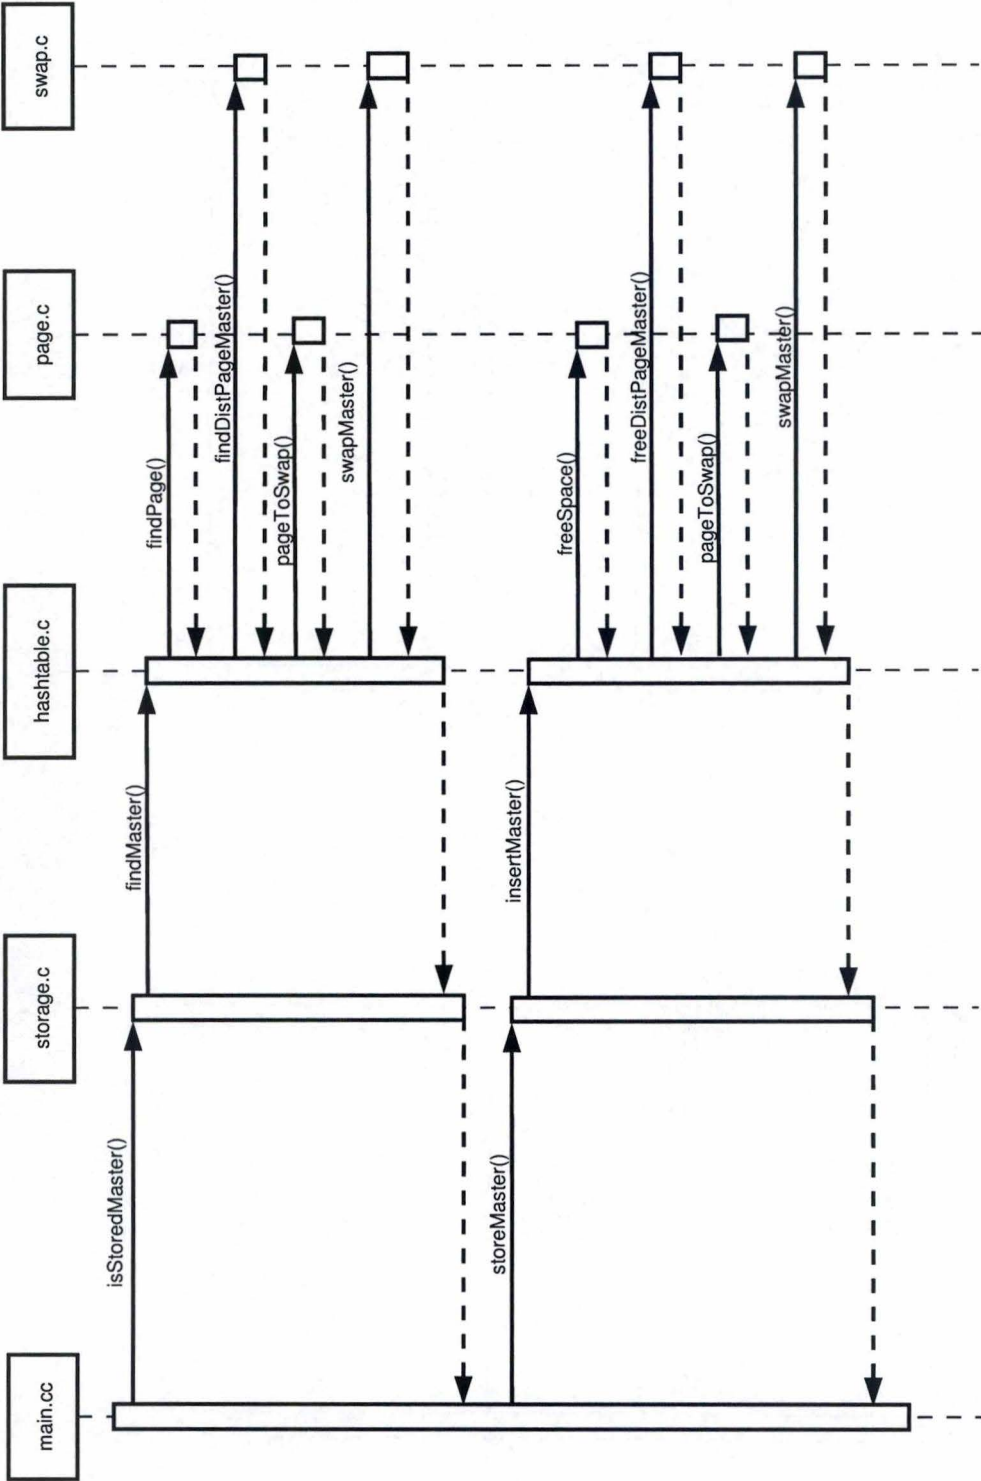 main.cc
storage.c
hashtable.c
page.c
swap.c
isStoredMaster()
findMaster()
findPage()
findDistPageMaster()
pageToSwap()
swapMaster()
storeMaster()
insertMaster()
freeSpace()
freeDistPageMaster()
pageToSwap()
swapMaster()